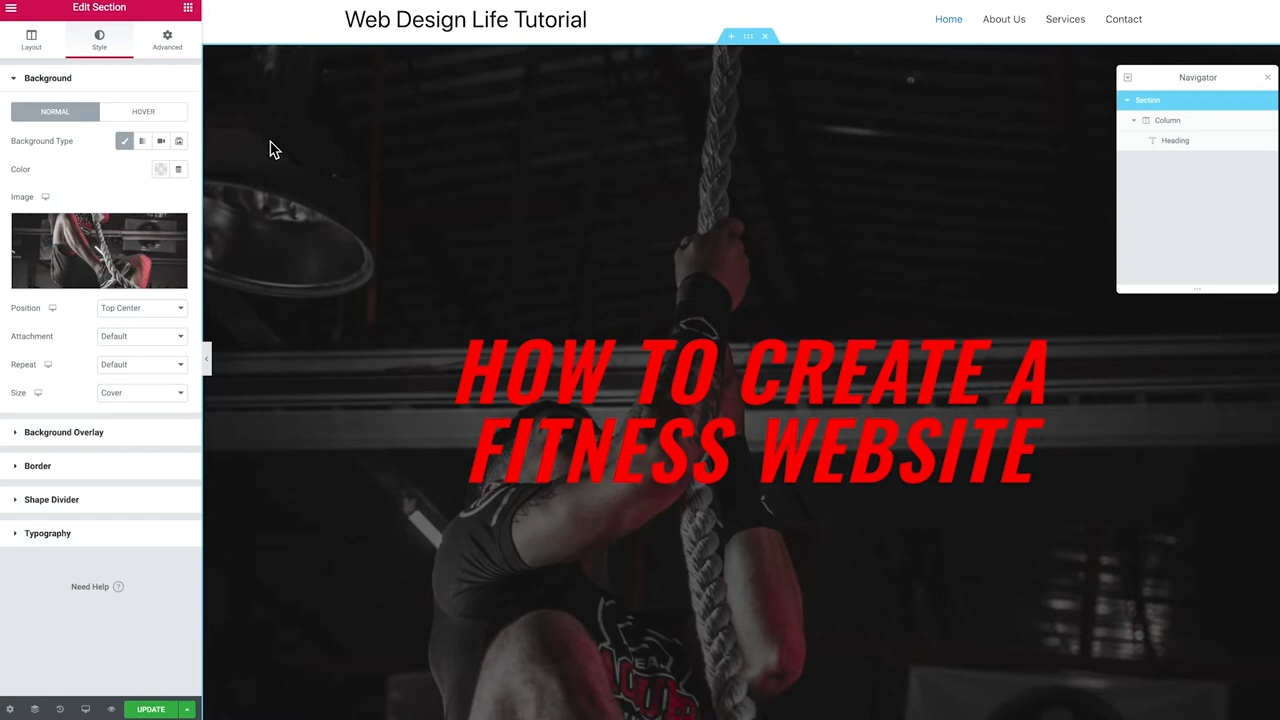 Edit Section
Layout
Style
Advanced
Background
NORMAL
HOVER
Background Type
Color
Image
Position
Top Center
Attachment
Default
Repeat
Default
Size
Cover
Background Overlay
Border
Shape Divider
Typography
Need Help ?
UPDATE
Web Design Life Tutorial
Home
About Us
Services
Contact
HOW TO CREATE A
FITNESS WEBSITE
Navigator
Section
Column
Heading